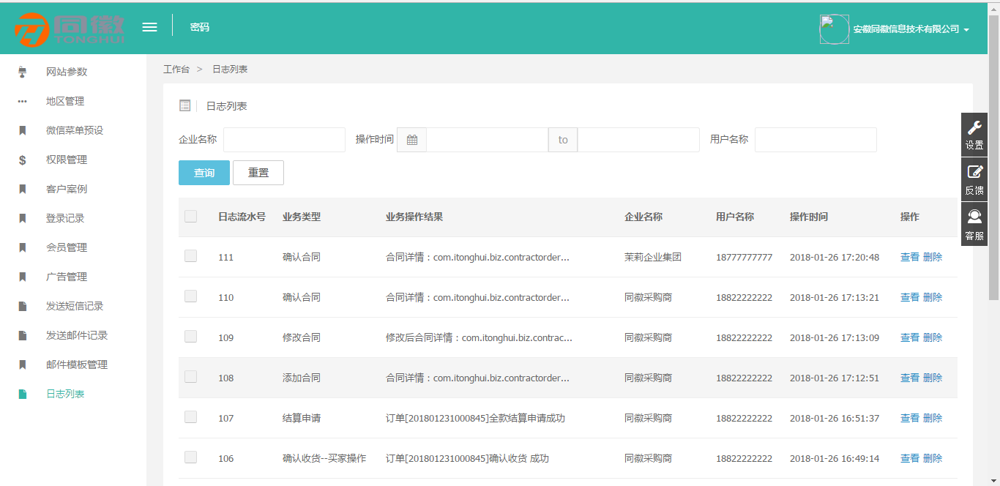 同徽
TONGHUI
密码
安徽同徽信息技术有限公司
网站参数
地区管理
微信菜单预设
权限管理
客户案例
登录记录
会员管理
广告管理
发送短信记录
发送邮件记录
邮件模板管理
日志列表
工作台 > 日志列表
日志列表
企业名称 操作时间 to 用户名称
查询 重置
日志流水号 业务类型 业务操作结果 企业名称 用户名称 操作时间 操作
111 确认合同 合同详情：com.itonghui.biz.contractorder... 茉莉企业集团 18777777777 2018-01-26 17:20:48 查看 删除
110 确认合同 合同详情：com.itonghui.biz.contractorder... 同徽采购商 18822222222 2018-01-26 17:13:21 查看 删除
109 修改合同 修改后合同详情：com.itonghui.biz.contrac... 同徽采购商 18822222222 2018-01-26 17:13:09 查看 删除
108 添加合同 合同详情：com.itonghui.biz.contractorder... 同徽采购商 18822222222 2018-01-26 17:12:51 查看 删除
107 结算申请 订单[201801231000845]全款结算申请成功 同徽采购商 18822222222 2018-01-26 16:51:37 查看 删除
106 确认收货--买家操作 订单[201801231000845]确认收货 成功 同徽采购商 18822222222 2018-01-26 16:49:14 查看 删除
设置
反馈
客服